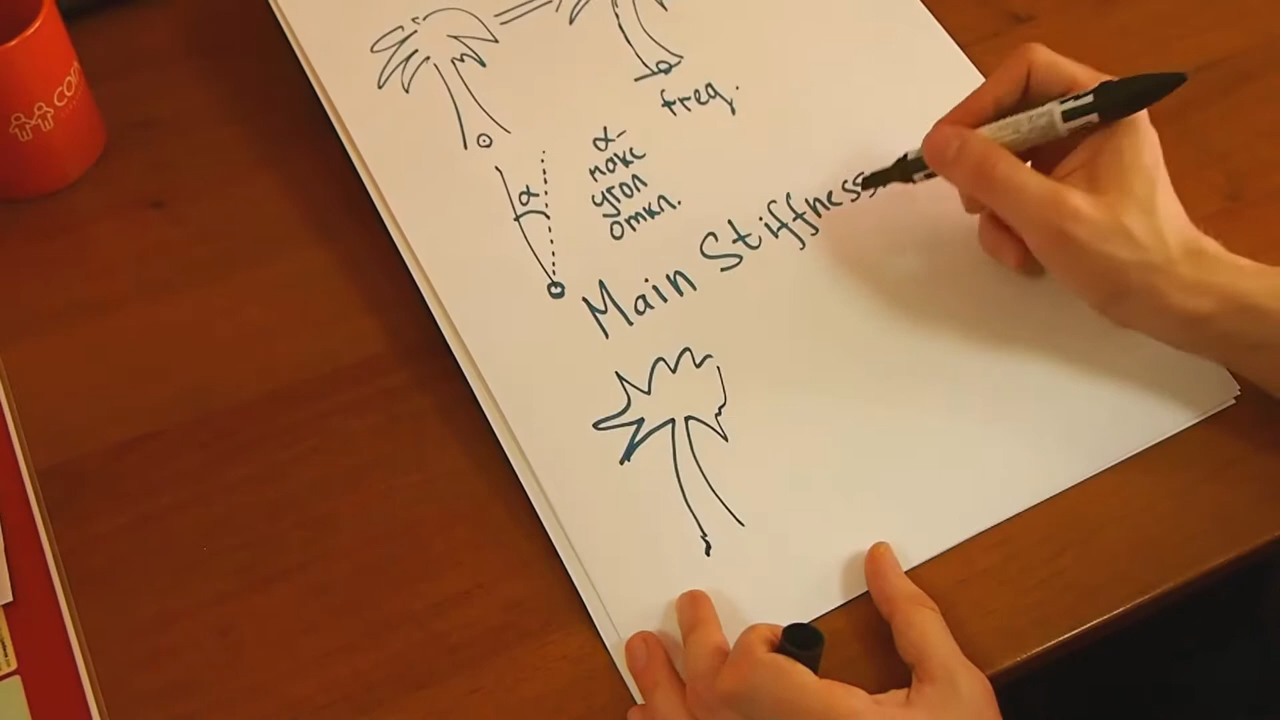 freq.
α-
макс
угол
откл.
α
Main Stiffness